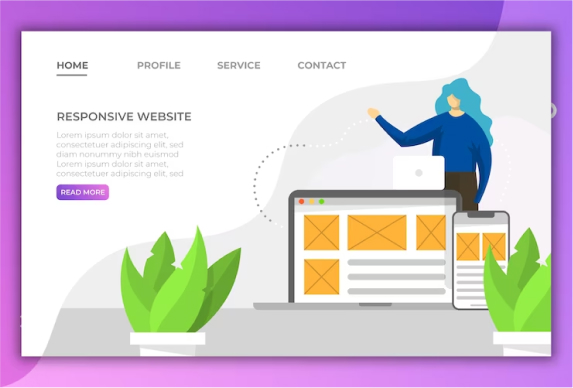 HOME PROFILE SERVICE CONTACT
RESPONSIVE WEBSITE
Lorem ipsum dolor sit amet,
consectetuer adipiscing elit, sed
diam nonummy nibh euismod
Lorem ipsum dolor sit amet,
consectetuer adipiscing elit, sed
READ MORE